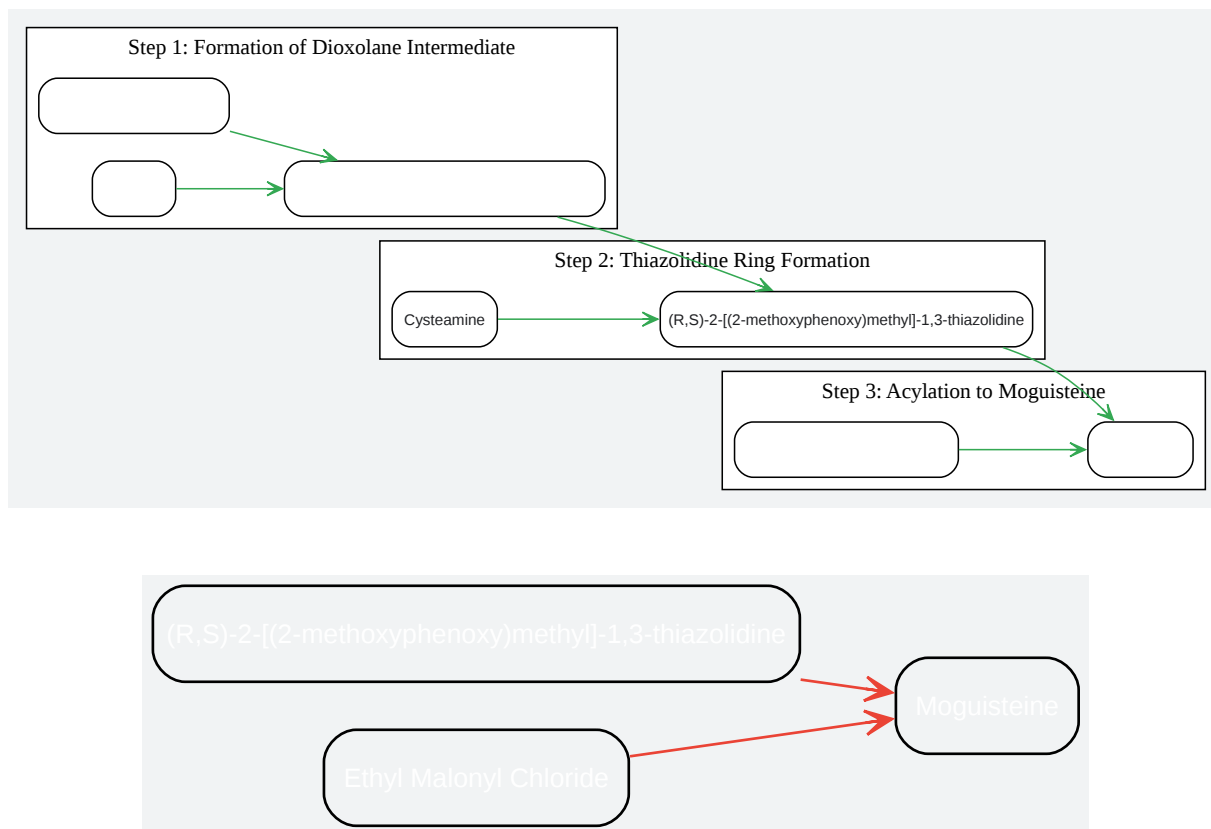 Step 1: Formation of Dioxolane Intermediate
Step 2: Thiazolidine Ring Formation
Cysteamine
(R,S)-2-[(2-methoxyphenoxy)methyl]-1,3-thiazolidine
Step 3: Acylation to Moguisteine
(R,S)-2-[(2-methoxyphenoxy)methyl]-1,3-thiazolidine
Moguisteine
Ethyl Malonyl Chloride